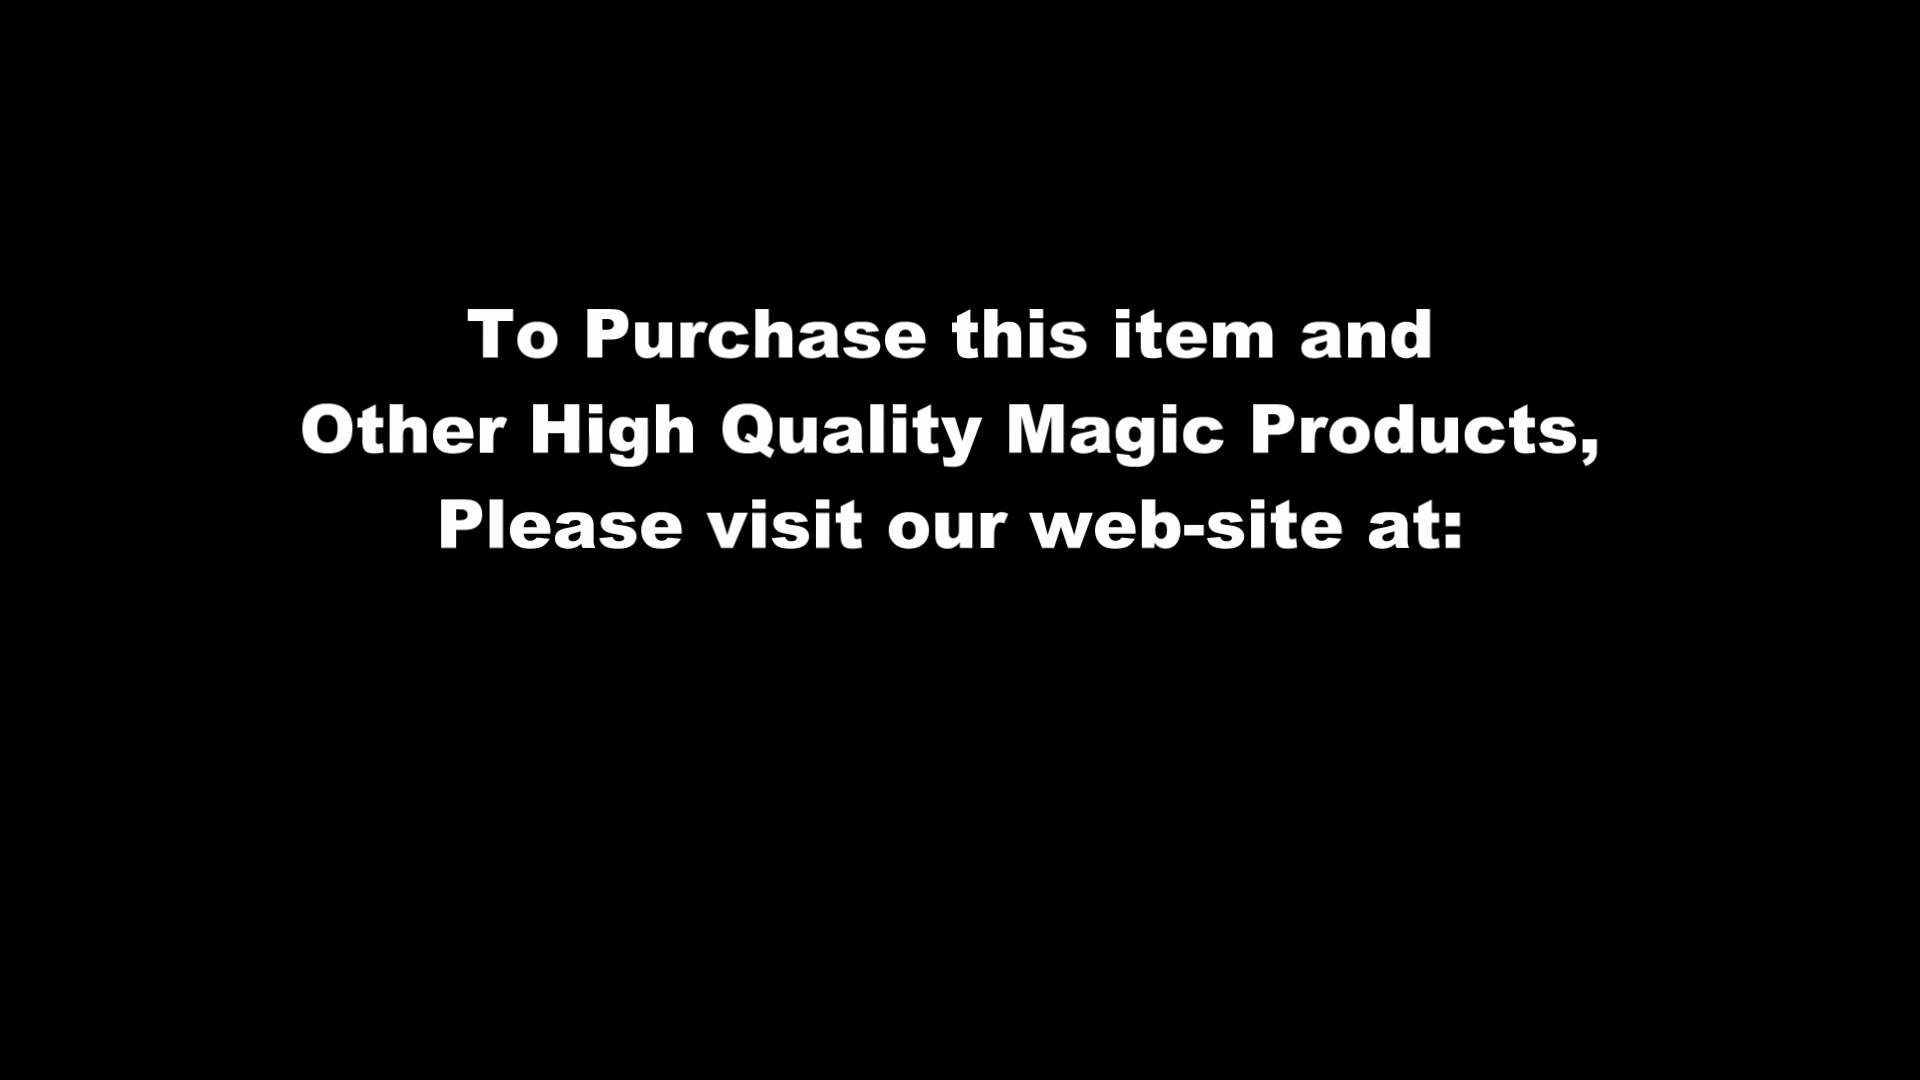 To Purchase this item and
Other High Quality Magic Products,
Please visit our web-site at: